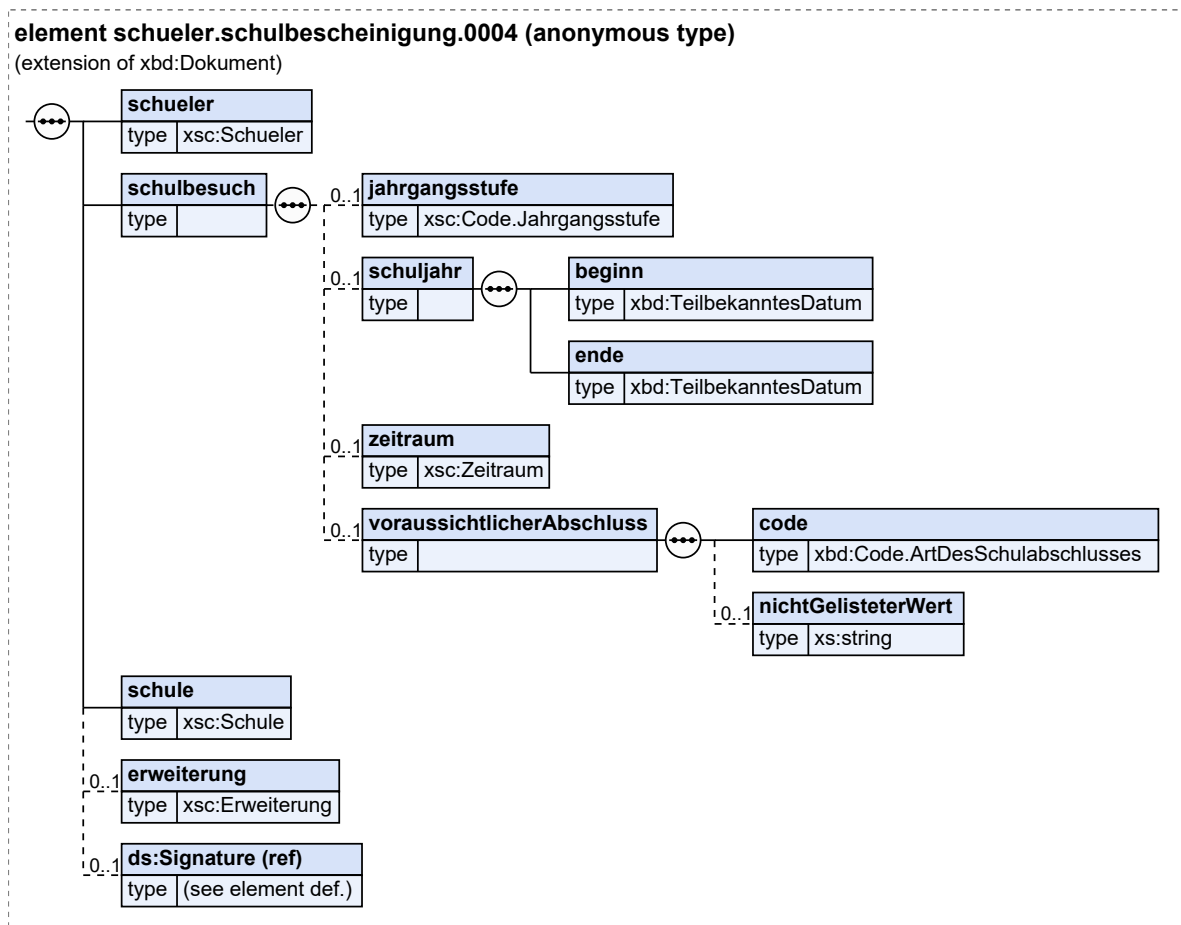 element schueler.schulbescheinigung.0004 (anonymous type)
(extension of xbd:Dokument)
schueler
type xsc:Schueler
schulbesuch
type
0..1 jahrgangsstufe
type xsc:Code.Jahrgangsstufe
0..1 schuljahr
type
beginn
type xbd:TeilbekanntesDatum
ende
type xbd:TeilbekanntesDatum
0..1 zeitraum
type xsc:Zeitraum
0..1 voraussichtlicherAbschluss
type
code
type xbd:Code.ArtDesSchulabschlusses
0..1 nichtGelisteterWert
type xs:string
schule
type xsc:Schule
0..1 erweiterung
type xsc:Erweiterung
0..1 ds:Signature (ref)
type (see element def.)